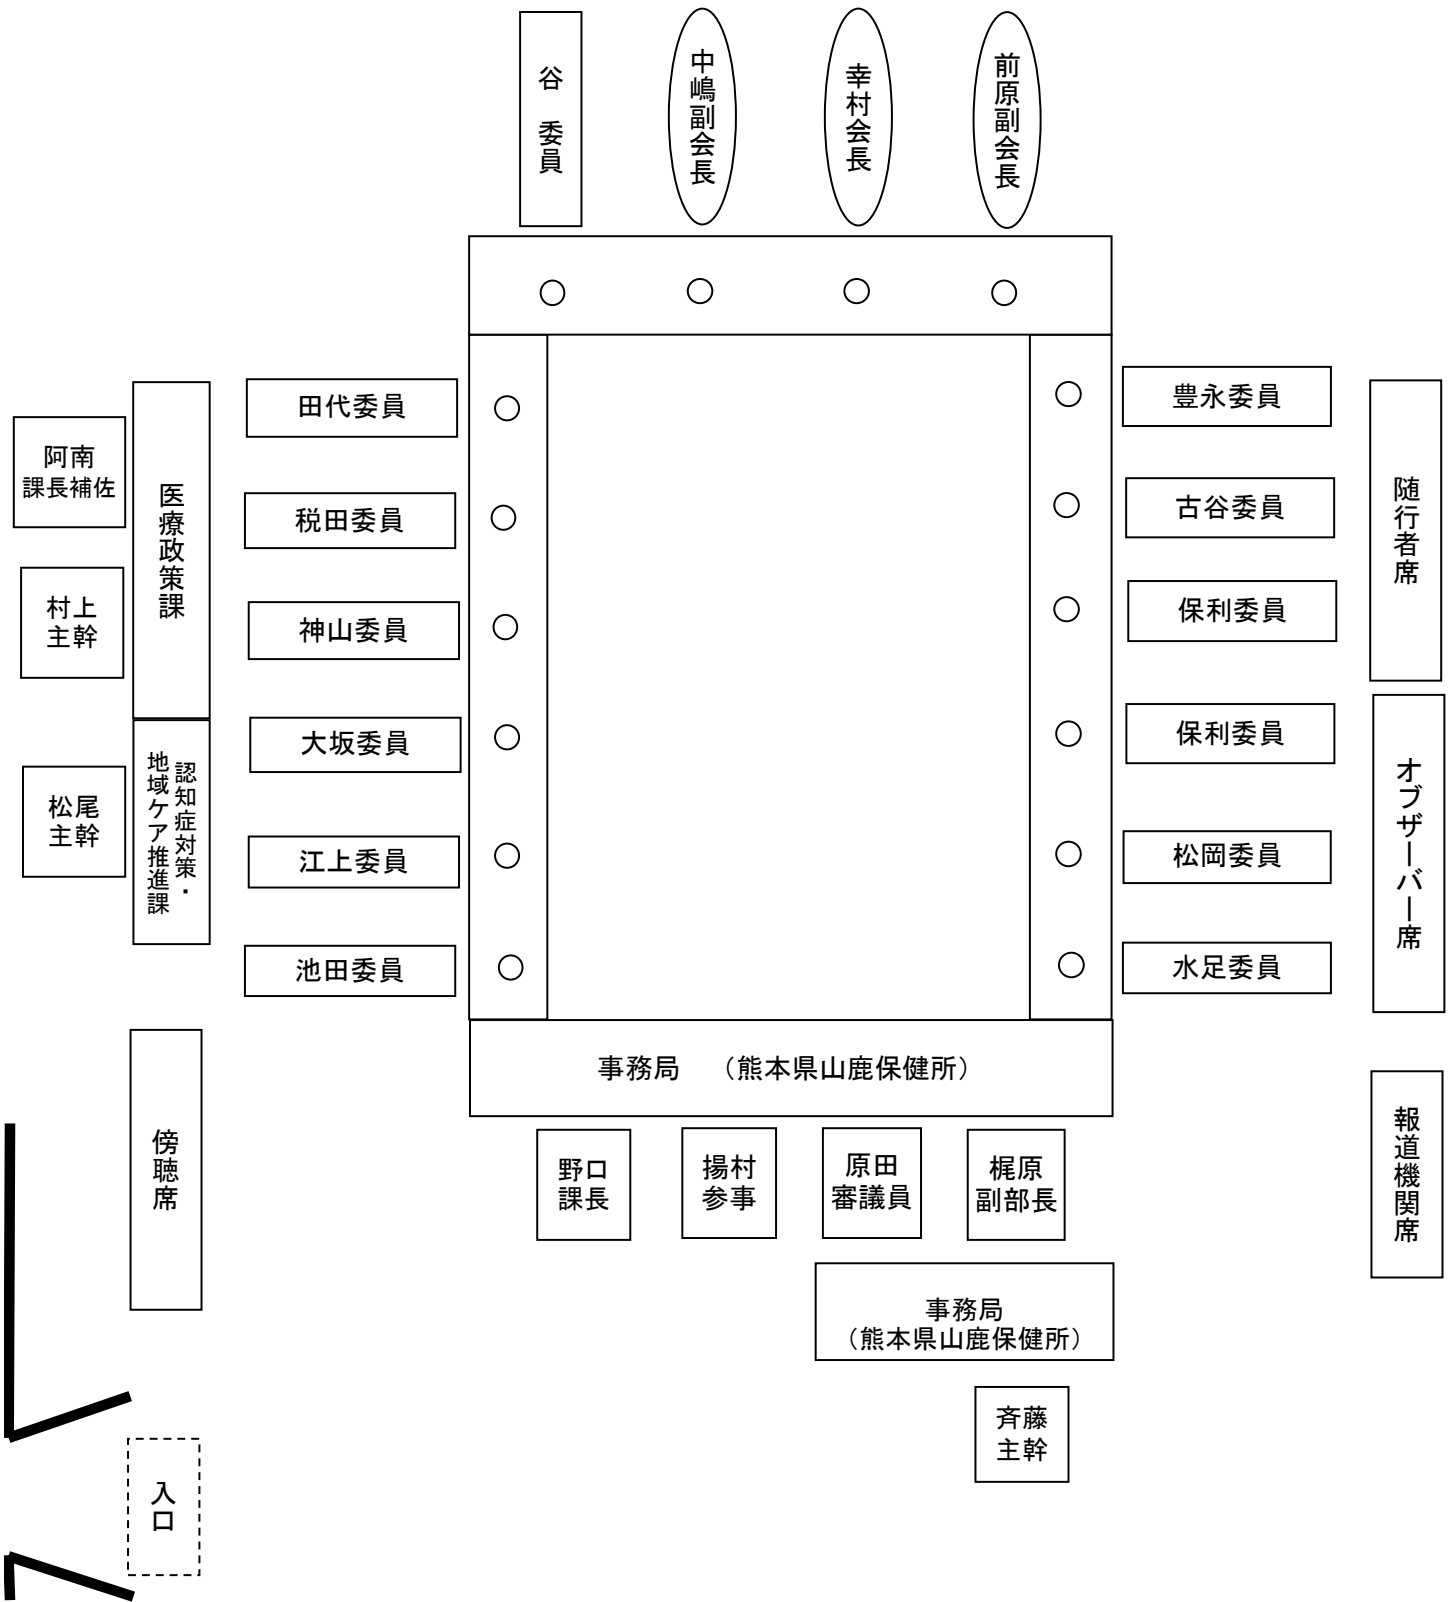 谷　委員
中嶋副会長
幸村会長
前原副会長
田代委員
税田委員
神山委員
大坂委員
江上委員
池田委員
豊永委員
古谷委員
保利委員
保利委員
松岡委員
水足委員
阿南
課長補佐
村上
主幹
松尾
主幹
医療政策課
認知症対策・
地域ケア推進課
随行者席
オブザーバー席
報道機関席
傍聴席
事務局　（熊本県山鹿保健所）
野口
課長
揚村
参事
原田
審議員
梶原
副部長
事務局
（熊本県山鹿保健所）
斉藤
主幹
入口